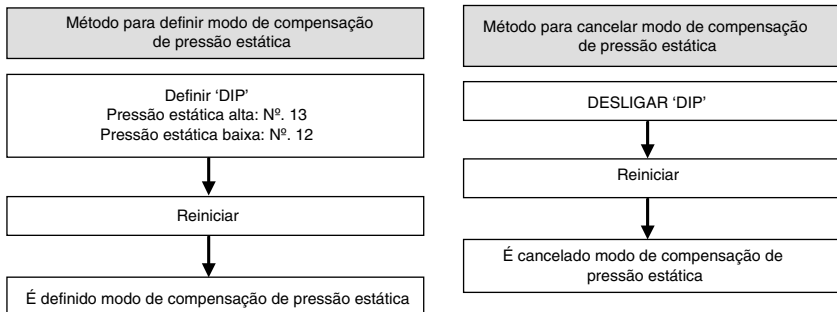 Método para definir modo de compensação
de pressão estática
Definir ‘DIP’
Pressão estática alta: Nº. 13
Pressão estática baixa: Nº. 12
Reiniciar
É definido modo de compensação de pressão estática
Método para cancelar modo de compensação
de pressão estática
DESLIGAR ‘DIP’
Reiniciar
É cancelado modo de compensação de
pressão estática